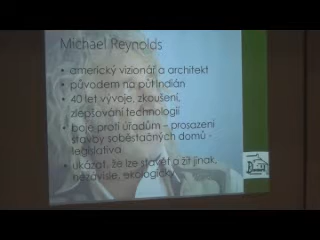 Michael Reynolds
• americký vizionář a architekt
• původem na půl Indián
• 40 let vývoje, zkoušení,
zlepšování technologií
• boje proti úřadům – prosazení
stavby soběstačných domů -
legislativa
• ukázat, že lze stavět a žít jinak,
nezávisle, ekologicky